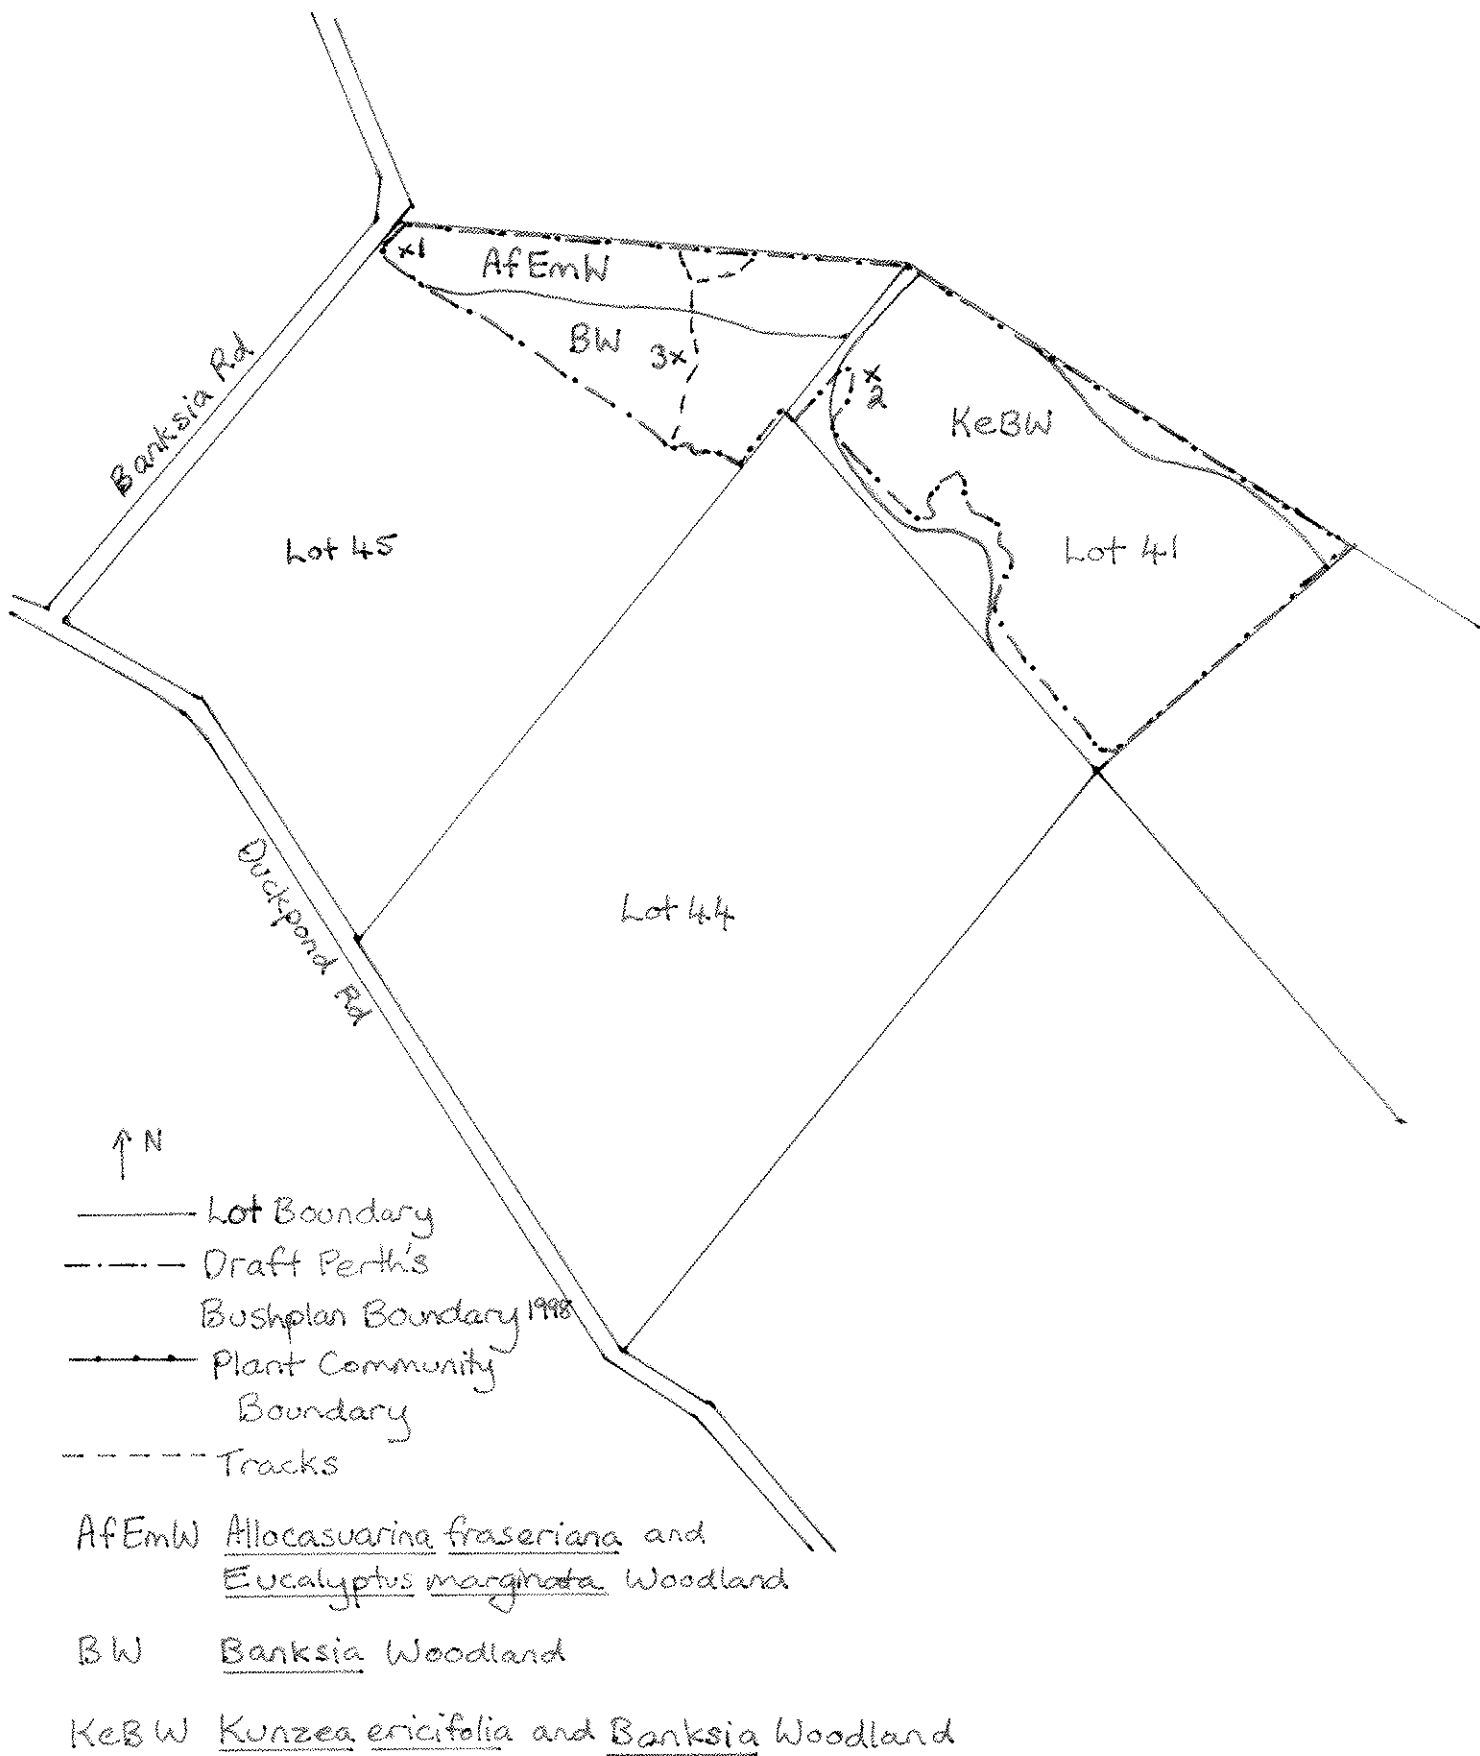 x1
AfEmW
BW
3x
x
2
KeBW
Banksia Rd
Lot 45
Lot 41
Duckpond Rd
Lot 44
N
Lot Boundary
Draft Perth's
Bushplan Boundary 1998
Plant Community
Boundary
Tracks
AfEmW Allocasuarina fraseriana and
Eucalyptus marginata Woodland
BW Banksia Woodland
KeBW Kunzea ericifolia and Banksia Woodland